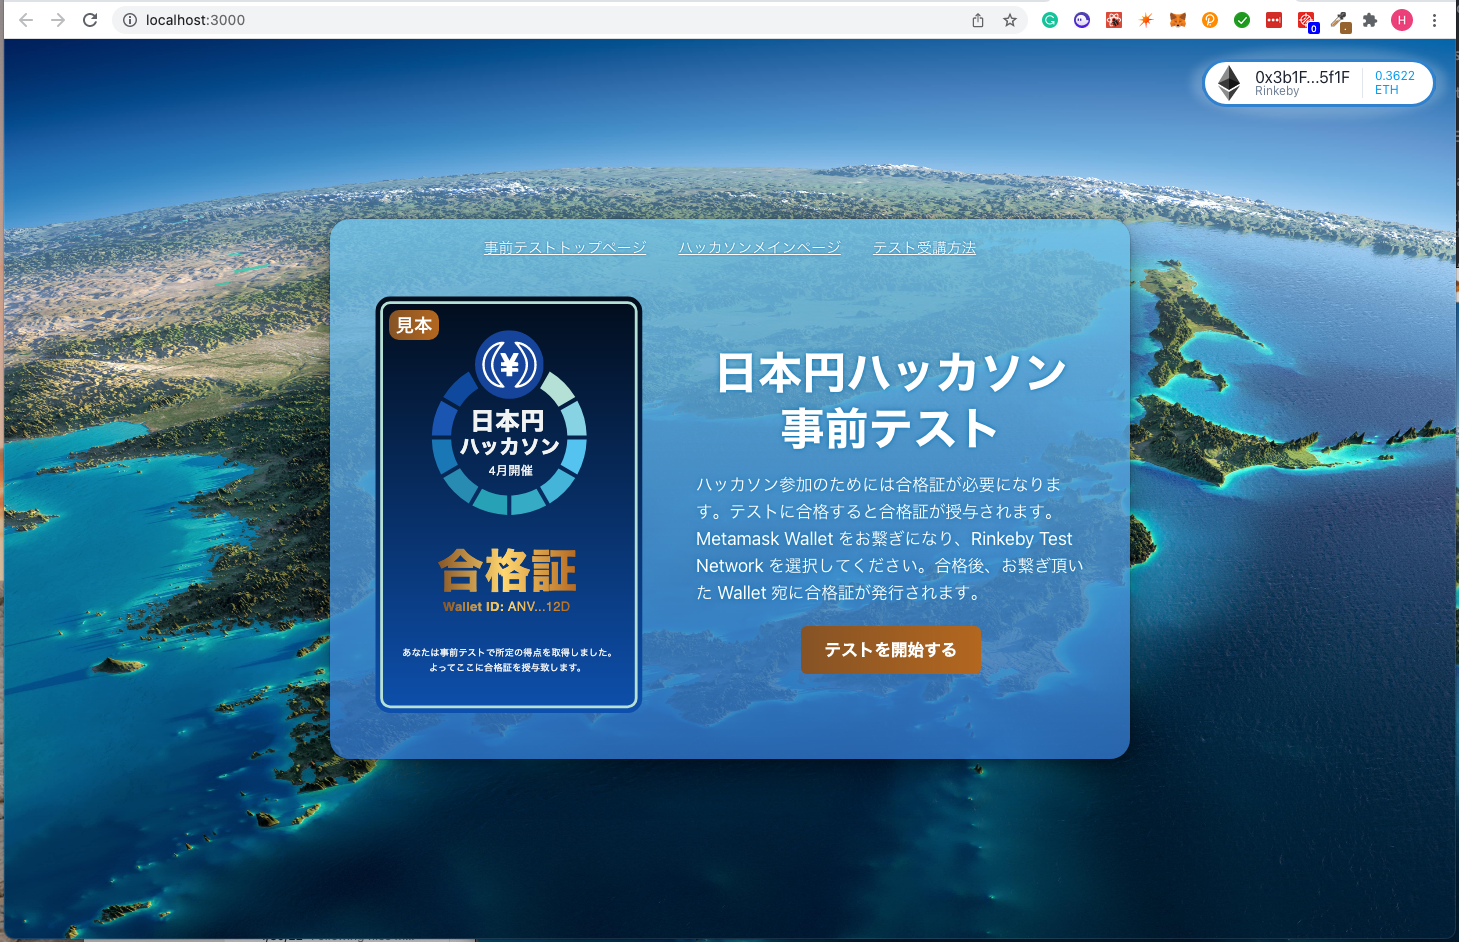 localhost:3000
H
0
0x3b1F...5f1F
Rinkeby
0.3622
ETH
事前テストトップページ
ハッカソンメインページ
テスト受講方法
見本
¥
日本円
ハッカソン
4月開催
合格証
Wallet ID: ANV...12D
あなたは事前テストで所定の得点を取得しました。
よってここに合格証を授与致します。
日本円ハッカソン
事前テスト
ハッカソン参加のためには合格証が必要になりま
す。テストに合格すると合格証が授与されます。
Metamask Wallet をお繋ぎになり、Rinkeby Test
Network を選択してください。合格後、お繋ぎ頂い
た Wallet 宛に合格証が発行されます。
テストを開始する